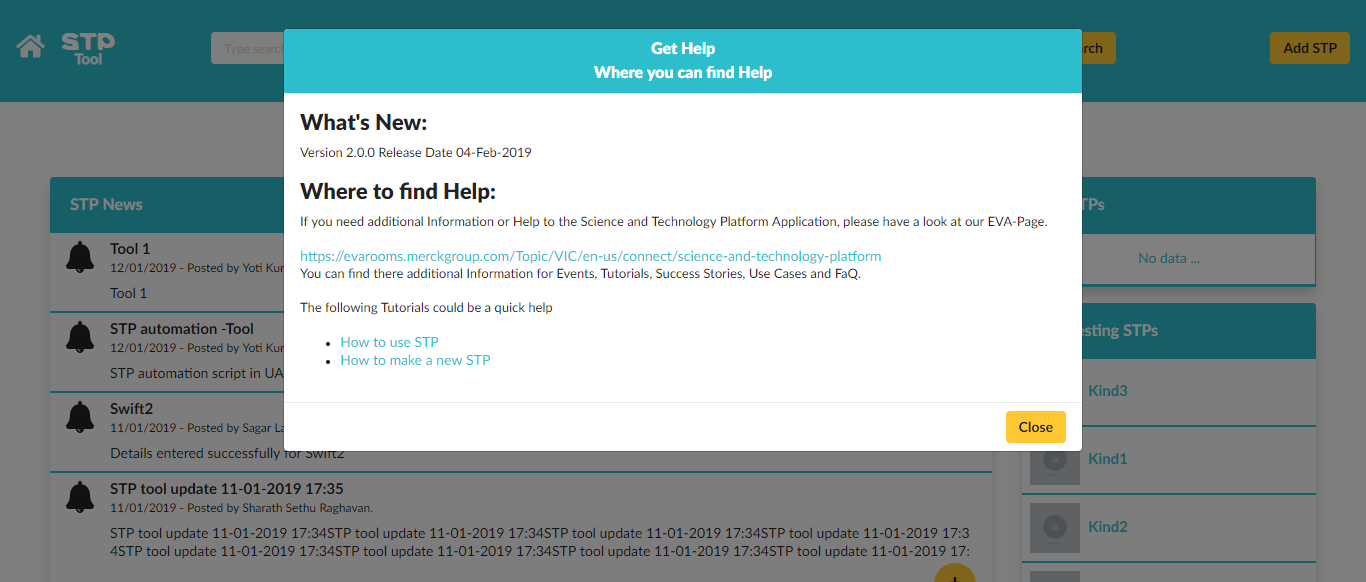 STP
Tool
Type search
Get Help
Where you can find Help
rch
Add STP
What's New:
Version 2.0.0 Release Date 04-Feb-2019
Where to find Help:
If you need additional Information or Help to the Science and Technology Platform Application, please have a look at our EVA-Page.
https://evarooms.merckgroup.com/Topic/VIC/en-us/connect/science-and-technology-platform
You can find there additional Information for Events, Tutorials, Success Stories, Use Cases and FaQ.
The following Tutorials could be a quick help
• How to use STP
• How to make a new STP
Close
STP News
Tool 1
12/01/2019 - Posted by Yoti Kur
Tool 1
STP automation -Tool
12/01/2019 - Posted by Yoti Kur
STP automation script in UA
Swift2
11/01/2019 - Posted by Sagar La
Details entered successfully for Swift2
STP tool update 11-01-2019 17:35
11/01/2019 - Posted by Sharath Sethu Raghavan.
STP tool update 11-01-2019 17:34STP tool update 11-01-2019 17:34STP tool update 11-01-2019 17:34STP tool update 11-01-2019 17:3
4STP tool update 11-01-2019 17:34STP tool update 11-01-2019 17:34STP tool update 11-01-2019 17:34STP tool update 11-01-2019 17:
+
TPs
No data ...
esting STPs
Kind3
Kind1
Kind2